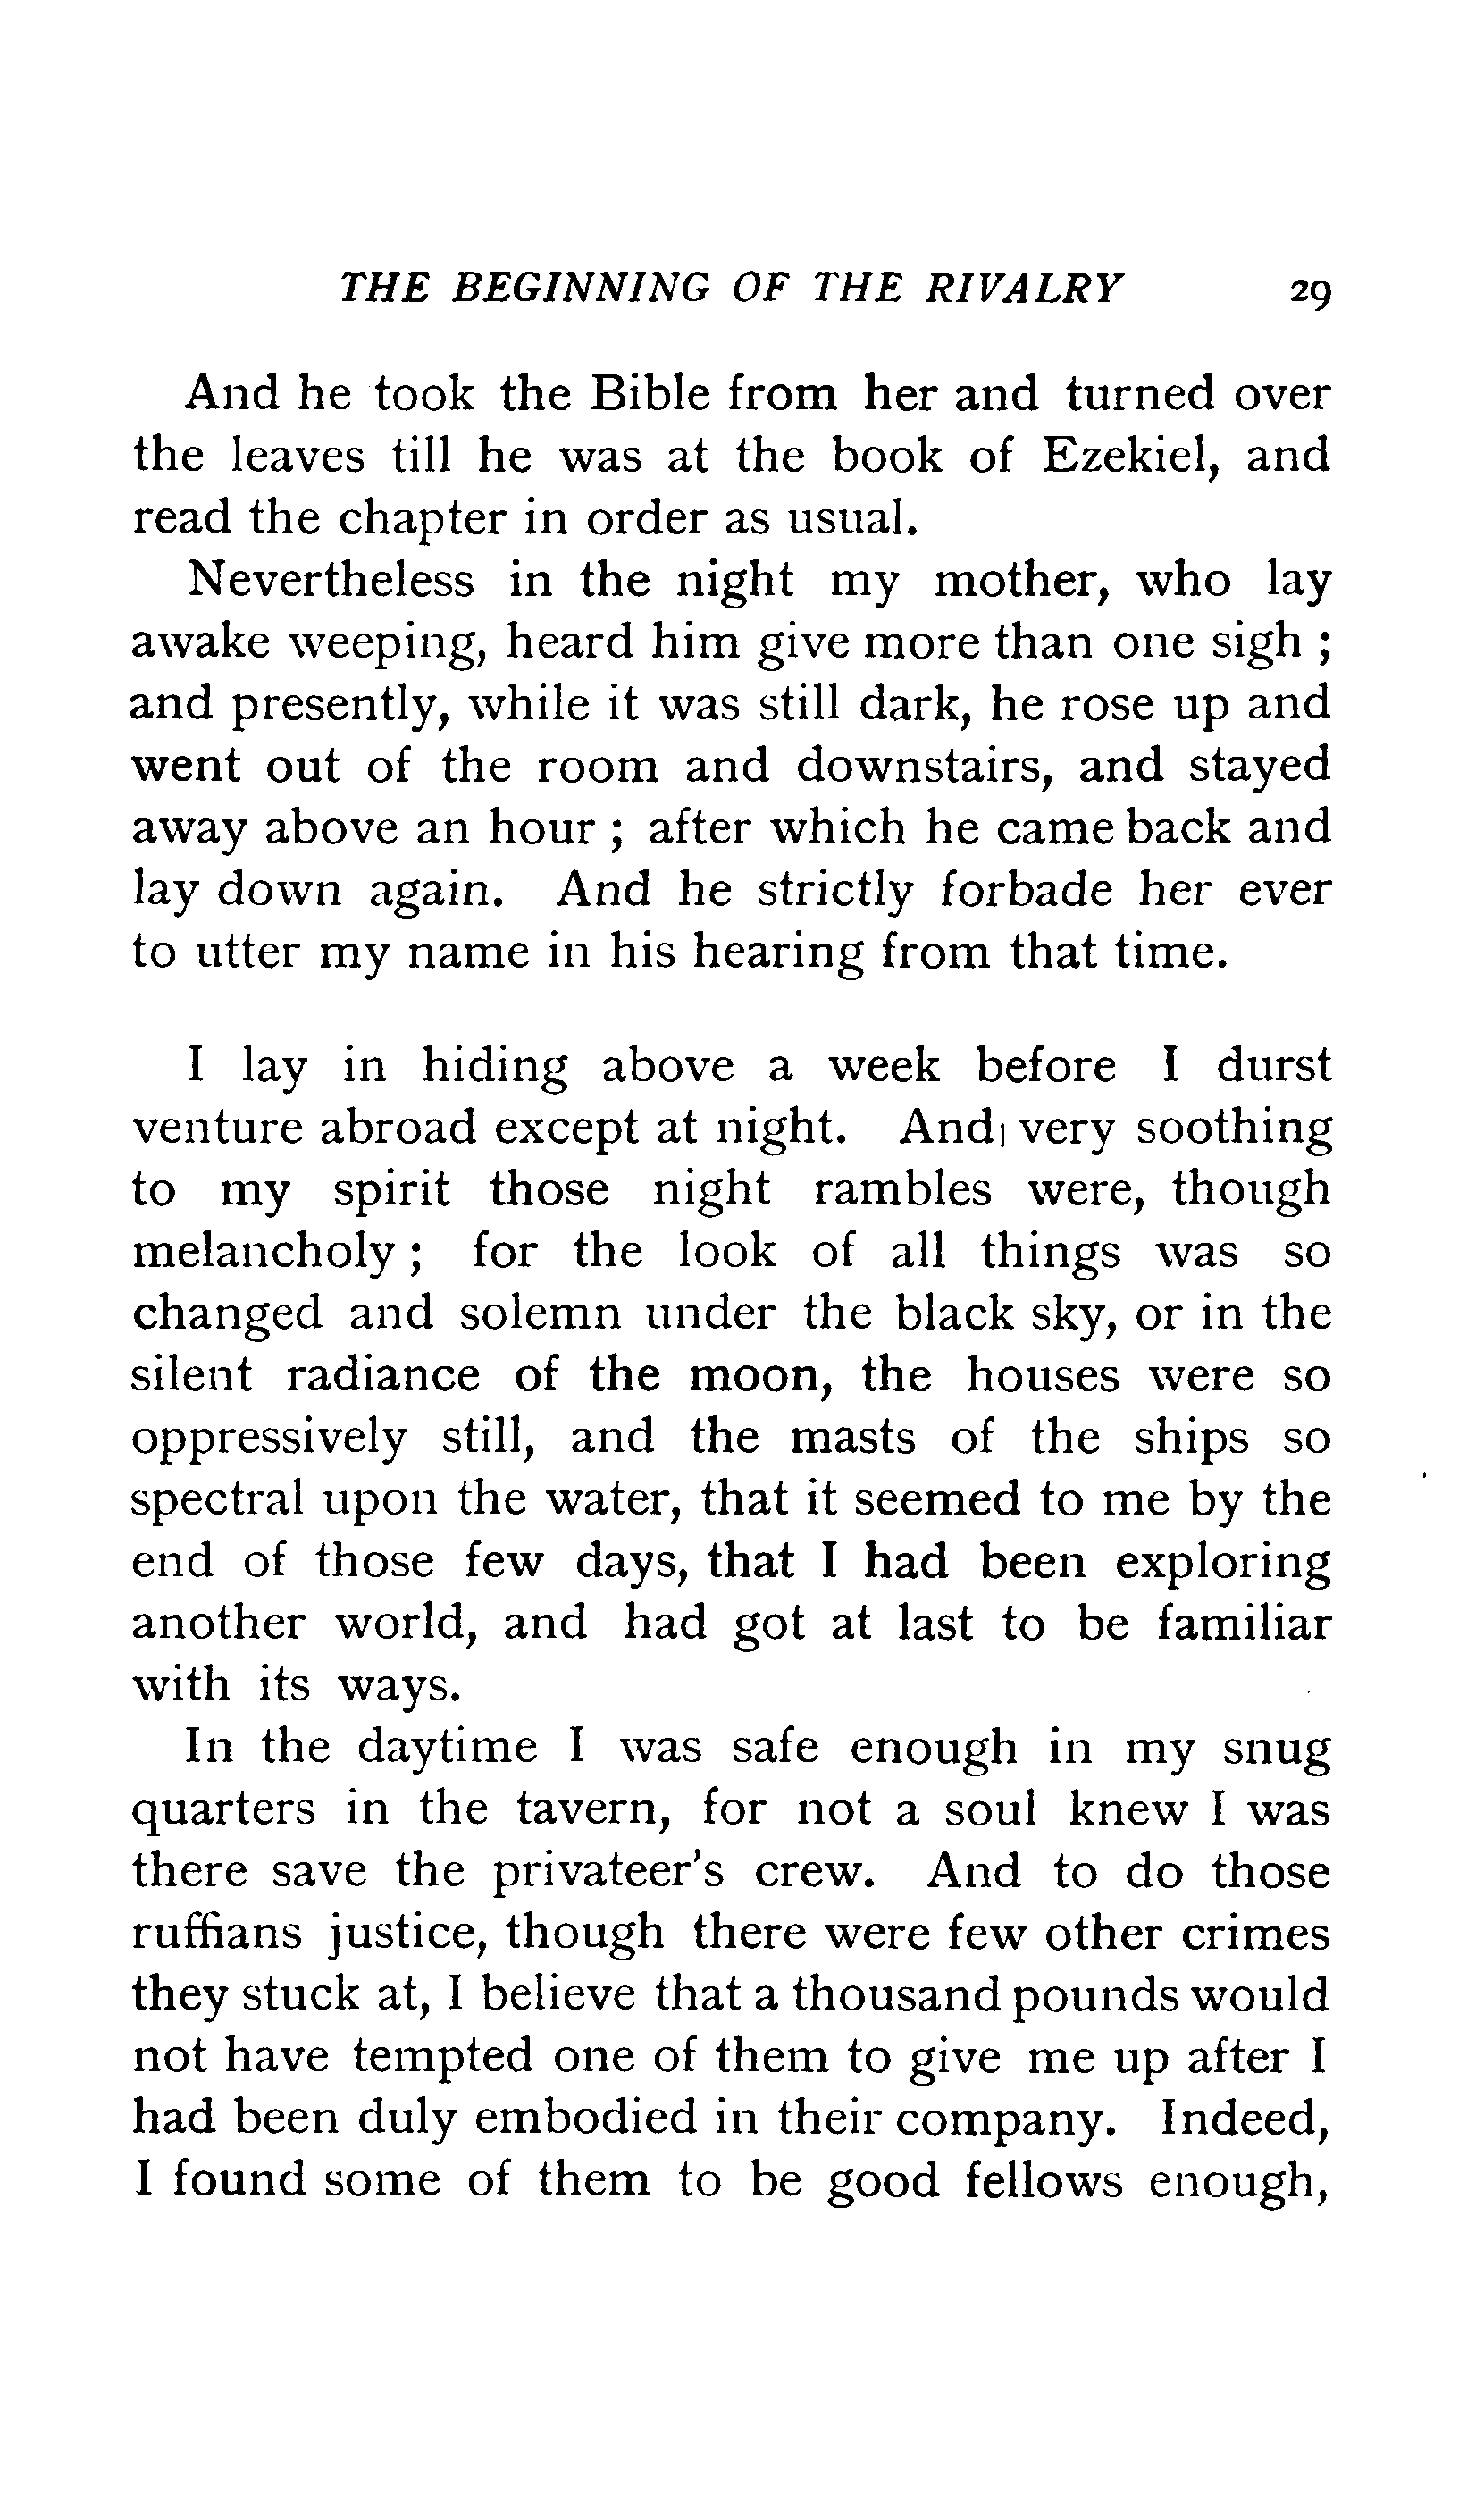 THE BEGINNING OF THE RIVALRY 29
And he took the Bible from her and turned over
the leaves till he was at the book of Ezekiel, and
read the chapter in order as usual.
Nevertheless in the night my mother, who lay
awake weeping, heard him give more than one sigh ;
and presently, while it was still dark, he rose up and
went out of the room and downstairs, and stayed
away above an hour ; after which he came back and
lay down again. And he strictly forbade her ever
to utter my name in his hearing from that time.
I lay in hiding above a week before I durst
venture abroad except at night. And very soothing
to my spirit those night rambles were, though
melancholy ; for the look of all things was so
changed and solemn under the black sky, or in the
silent radiance of the moon, the houses were so
oppressively still, and the masts of the ships so
spectral upon the water, that it seemed to me by the
end of those few days, that I had been exploring
another world, and had got at last to be familiar
with its ways.
In the daytime I was safe enough in my snug
quarters in the tavern, for not a soul knew I was
there save the privateer's crew. And to do those
ruffians justice, though there were few other crimes
they stuck at, I believe that a thousand pounds would
not have tempted one of them to give me up after I
had been duly embodied in their company. Indeed,
I found some of them to be good fellows enough,